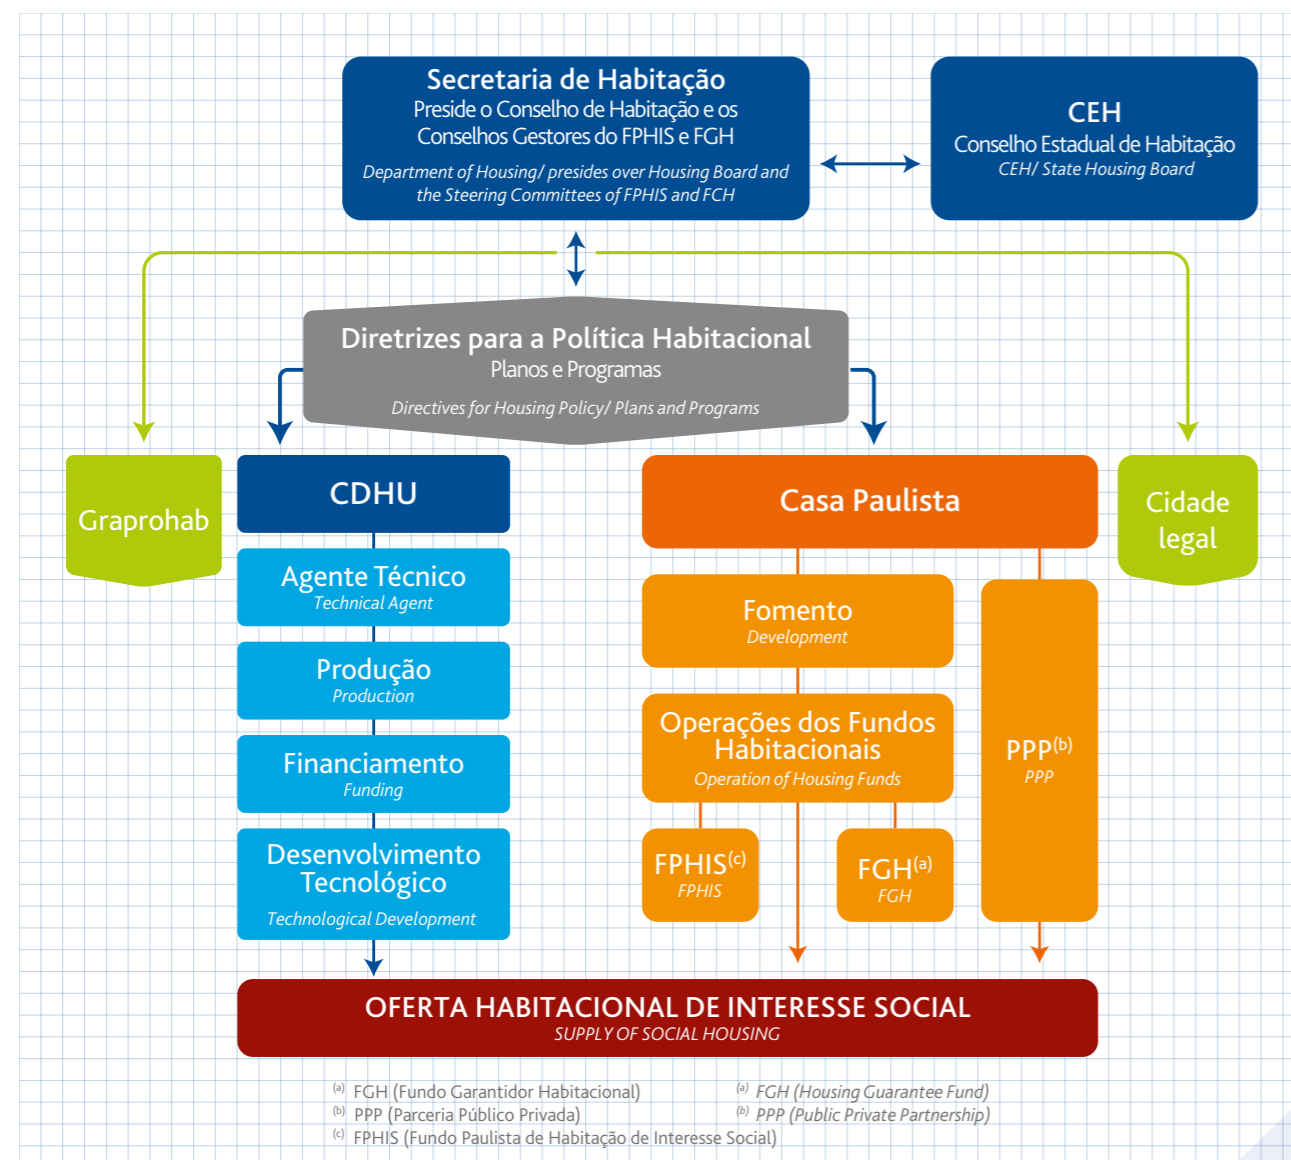 Secretaria de Habitação
Preside o Conselho de Habitação e os
Conselhos Gestores do FPHIS e FGH
Department of Housing/ presides over Housing Board and
the Steering Committees of FPHIS and FCH
CEH
Conselho Estadual de Habitação
CEH/ State Housing Board
Diretrizes para a Política Habitacional
Planos e Programas
Directives for Housing Policy/ Plans and Programs
Graprohab
CDHU
Agente Técnico
Technical Agent
Produção
Production
Financiamento
Funding
Desenvolvimento
Tecnológico
Technological Development
Casa Paulista
Fomento
Development
Operações dos Fundos
Habitacionais
Operation of Housing Funds
FPHIS(c)
FPHIS
FGH(a)
FGH
PPP(b)
PPP
Cidade
legal
OFERTA HABITACIONAL DE INTERESSE SOCIAL
SUPPLY OF SOCIAL HOUSING
(a) FGH (Fundo Garantidor Habitacional)
(b) PPP (Parceria Público Privada)
(c) FPHIS (Fundo Paulista de Habitação de Interesse Social)
(a) FGH (Housing Guarantee Fund)
(b) PPP (Public Private Partnership)